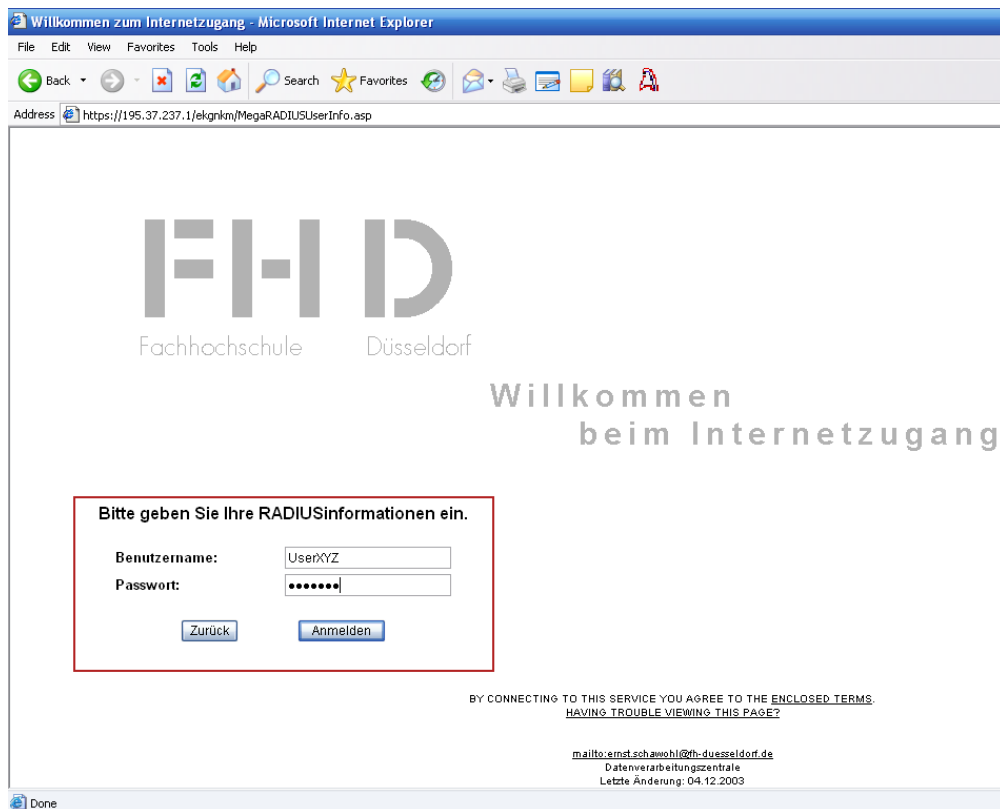 Willkommen zum Internetzugang - Microsoft Internet Explorer
File Edit View Favorites Tools Help
Back Search Favorites
Address https://195.37.237.1/ekgnkm/MegaRADIUSUserInfo.asp
FH D
Fachhochschule Düsseldorf
Willkommen
beim Internetzugang
Bitte geben Sie Ihre RADIUSinformationen ein.
Benutzername: UserXYZ
Passwort: •••••••
Zurück Anmelden
BY CONNECTING TO THIS SERVICE YOU AGREE TO THE ENCLOSED TERMS.
HAVING TROUBLE VIEWING THIS PAGE?
mailto:ernst.schawohl@fh-duesseldorf.de
Datenverarbeitungszentrale
Letzte Änderung: 04.12.2003
Done